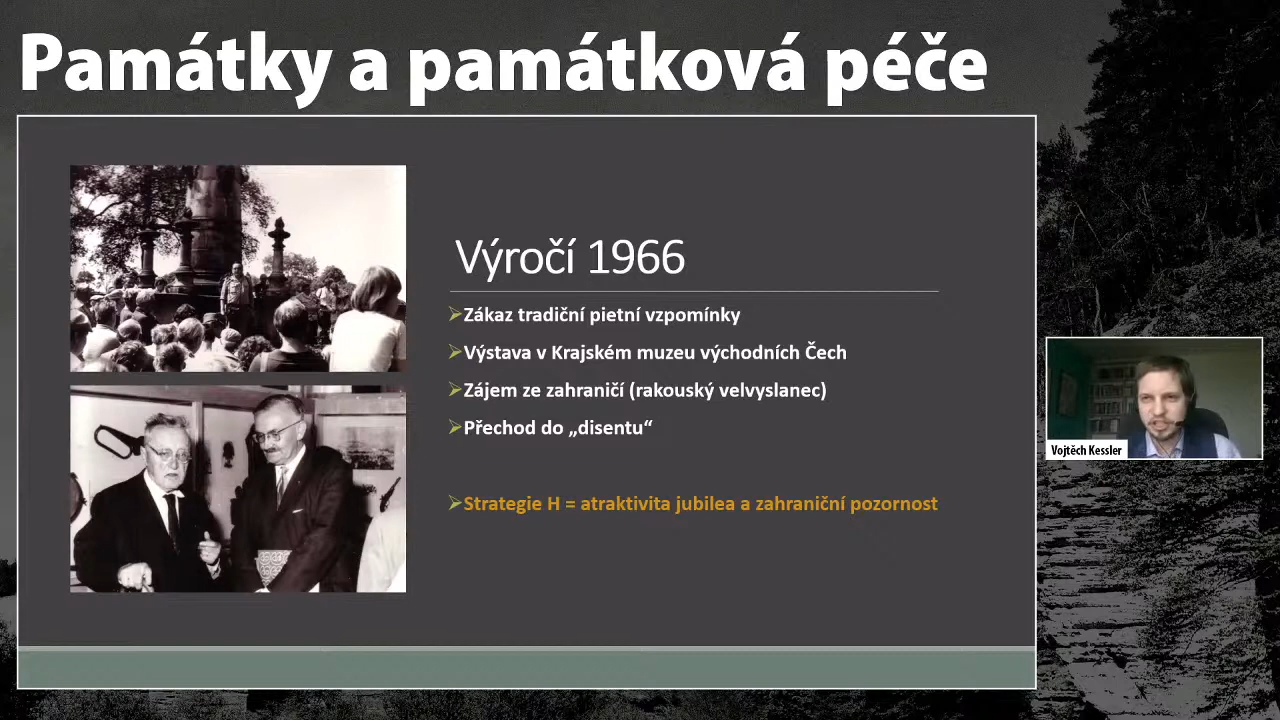 Památky a památková péče
Výročí 1966
Zákaz tradiční pietní vzpomínky
Výstava v Krajském muzeu východních Čech
Zájem ze zahraničí (rakouský velvyslanec)
Přechod do „disentu“
Strategie H = atraktivita jubilea a zahraniční pozornost
Vojtěch Kessler